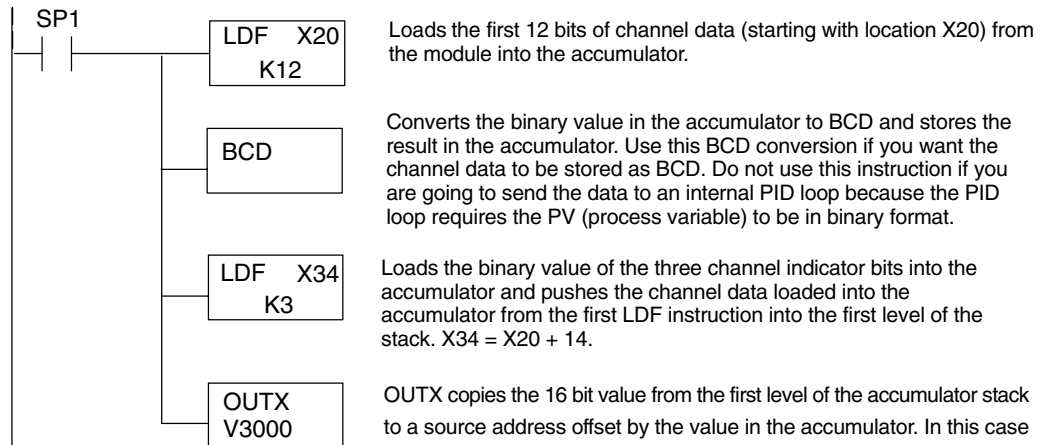 SP1
LDF X20
K12
Loads the first 12 bits of channel data (starting with location X20) from
the module into the accumulator.
BCD
Converts the binary value in the accumulator to BCD and stores the
result in the accumulator. Use this BCD conversion if you want the
channel data to be stored as BCD. Do not use this instruction if you
are going to send the data to an internal PID loop because the PID
loop requires the PV (process variable) to be in binary format.
LDF X34
K3
Loads the binary value of the three channel indicator bits into the
accumulator and pushes the channel data loaded into the
accumulator from the first LDF instruction into the first level of the
stack. X34 = X20 + 14.
OUTX
V3000
OUTX copies the 16 bit value from the first level of the accumulator stack
to a source address offset by the value in the accumulator. In this case